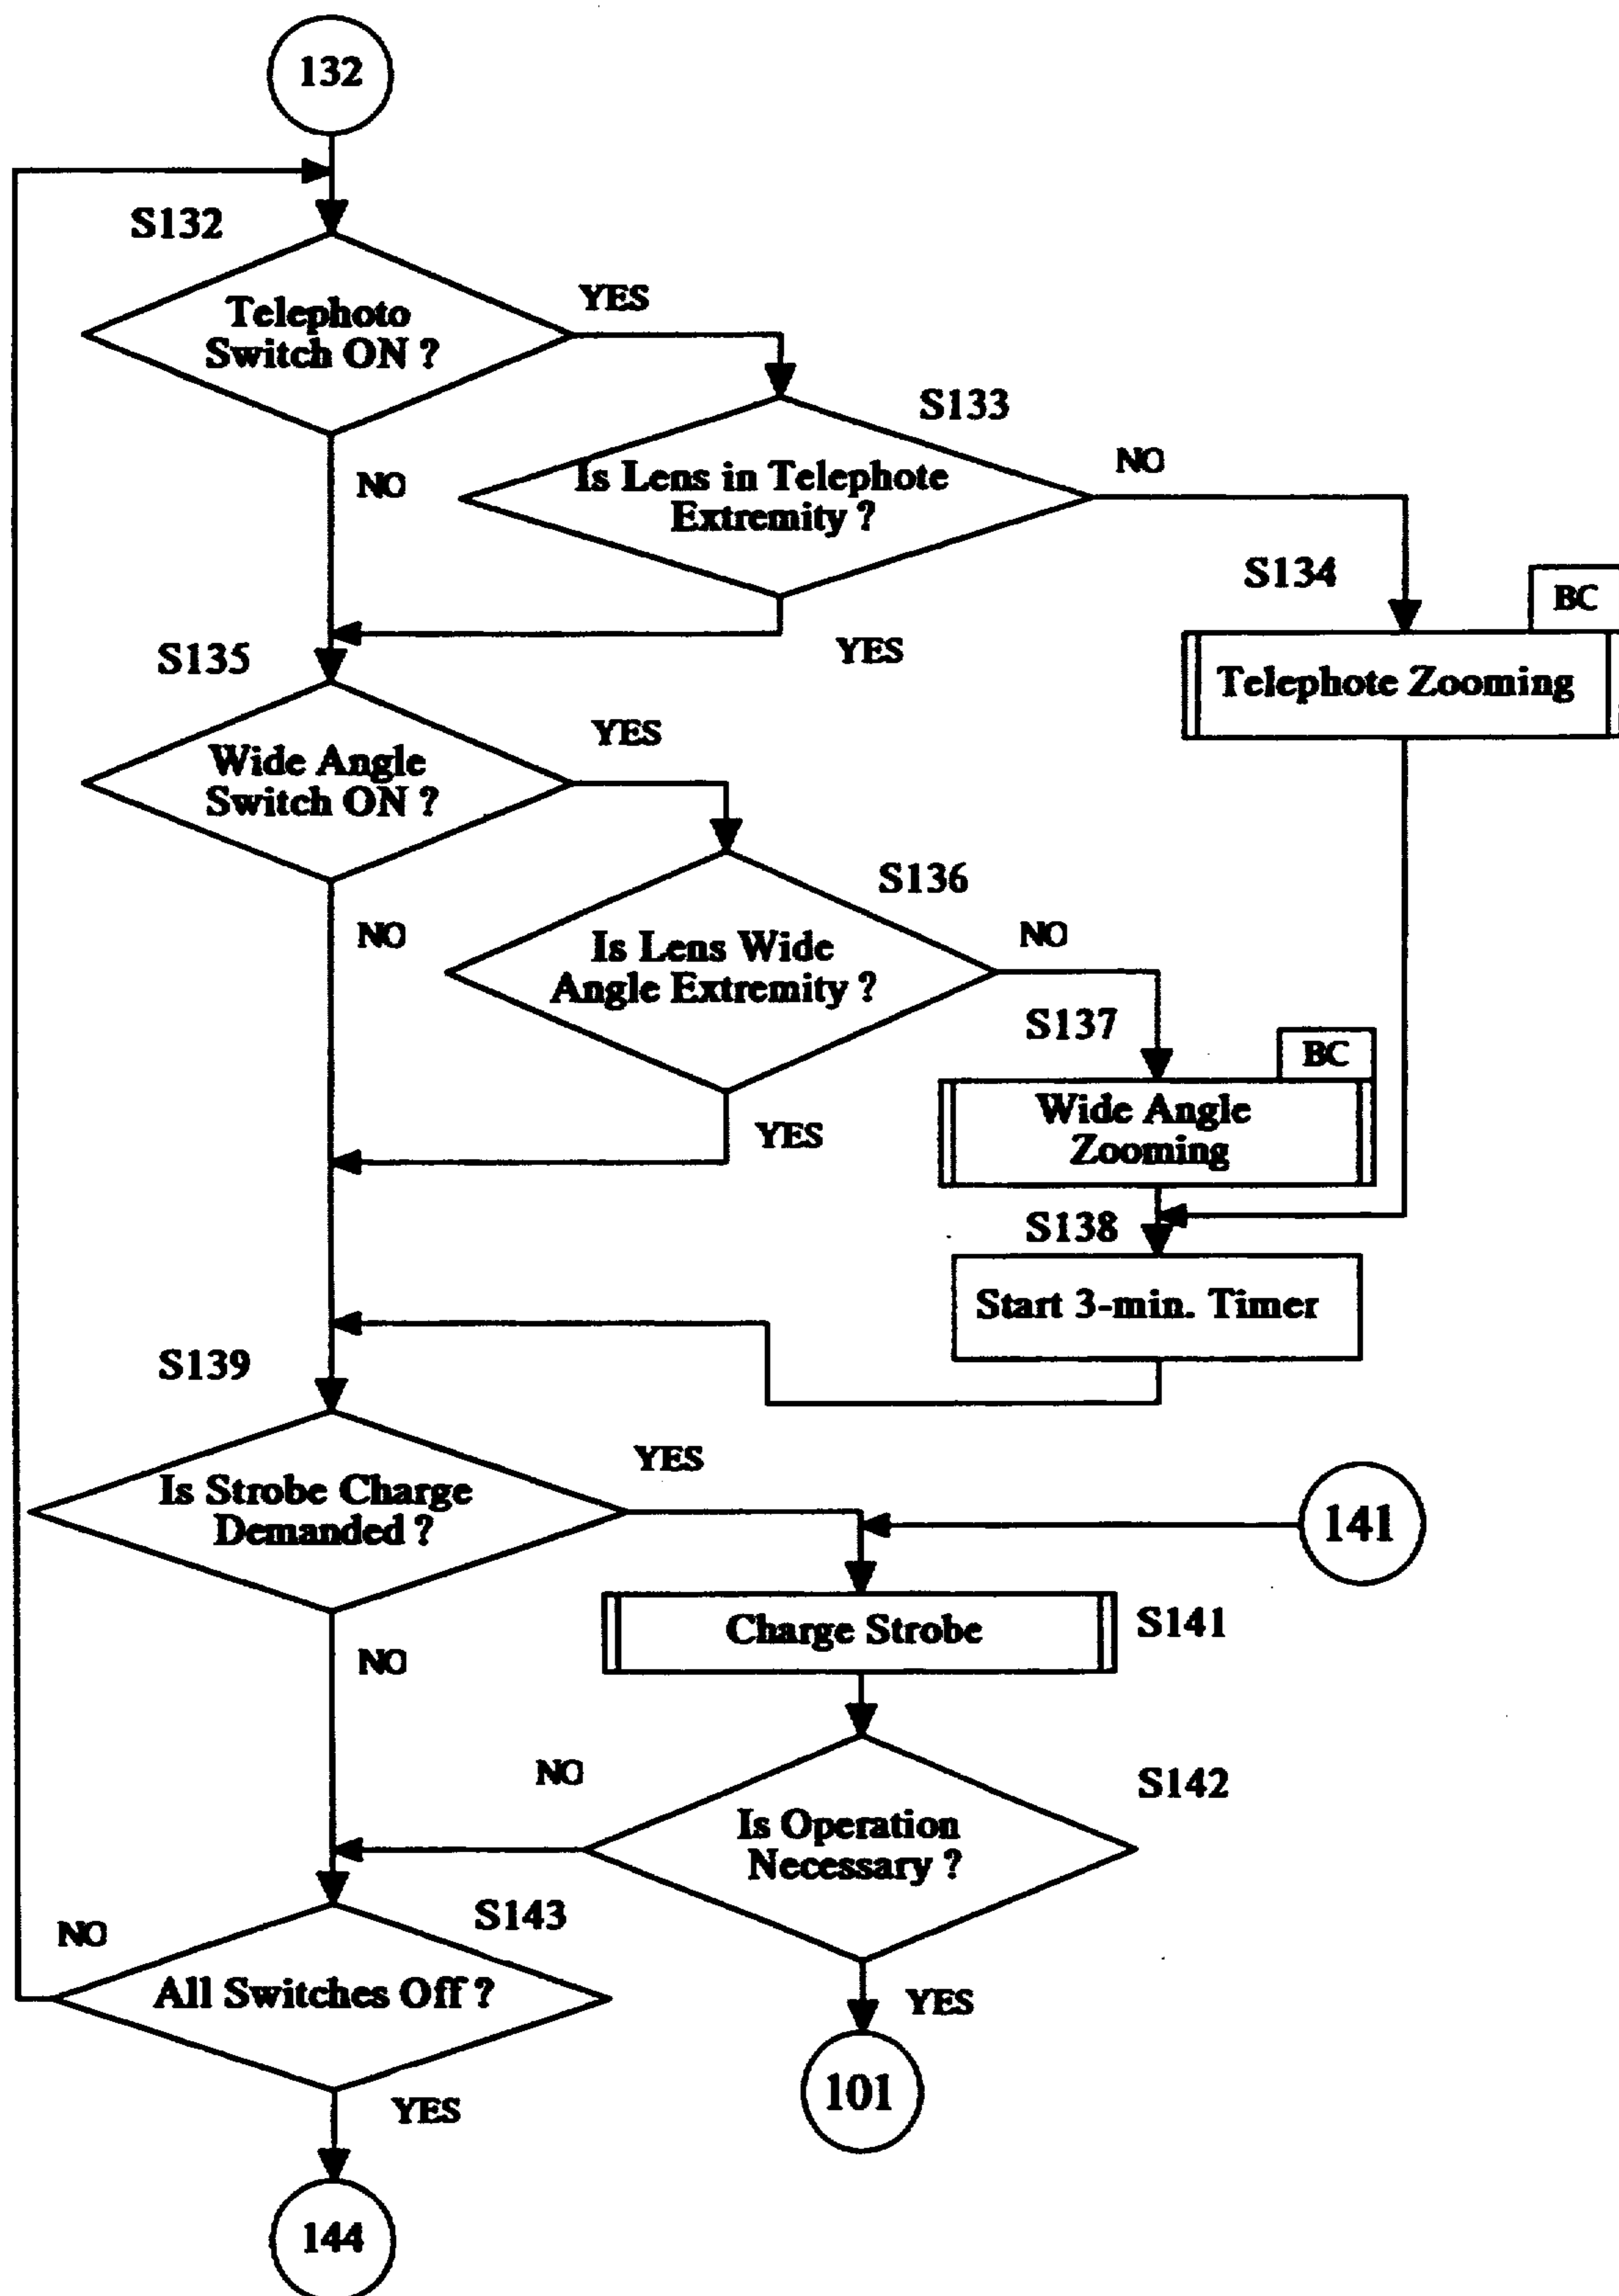 132
S132
Telephoto
Switch ON ?
YES
NO
S133
Is Lens in Telephote
Extremity ?
NO
YES
S134
BC
Telephote Zooming
S135
Wide Angle
Switch ON ?
YES
NO
S136
Is Lens Wide
Angle Extremity ?
NO
YES
S137
BC
Wide Angle
Zooming
S138
Start 3-min. Timer
S139
Is Strobe Charge
Demanded ?
YES
NO
141
Charge Strobe
S141
S142
Is Operation
Necessary ?
NO
YES
101
S143
All Switches Off ?
NO
YES
144